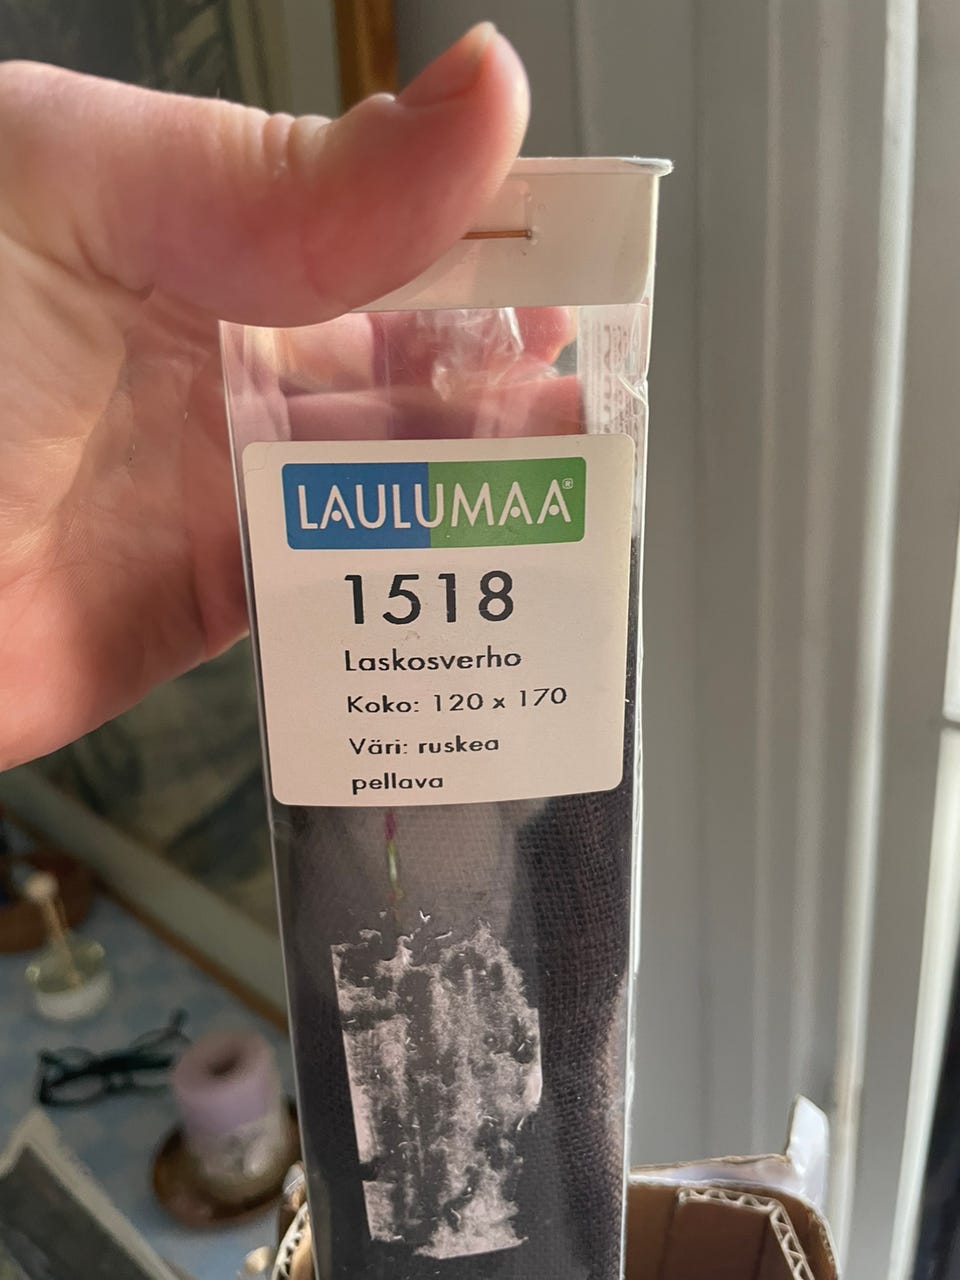 LAULUMAA®
1518
Laskosverho
Koko: 120 x 170
Väri: ruskea
pellava